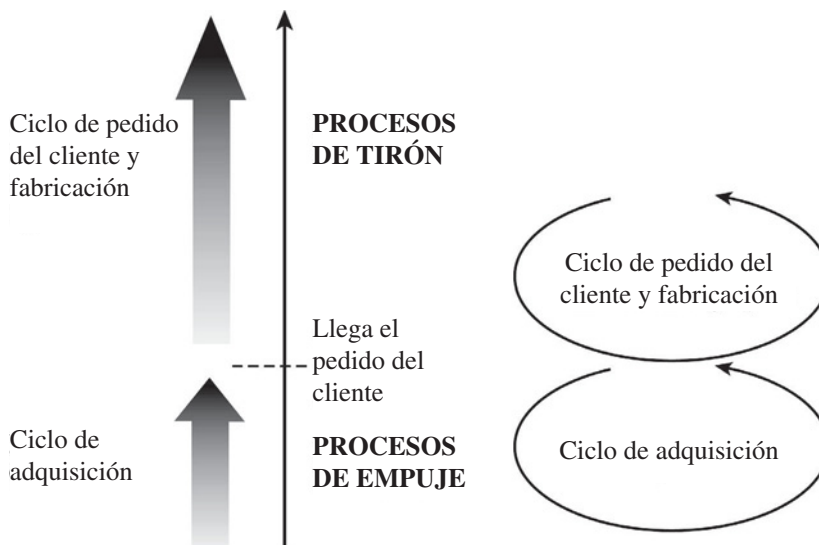 Ciclo de pedido
del cliente y
fabricación
PROCESOS
DE TIRÓN
Ciclo de pedido del
cliente y fabricación
Llega el
pedido del
cliente
Ciclo de
adquisición
PROCESOS
DE EMPUJE
Ciclo de adquisición